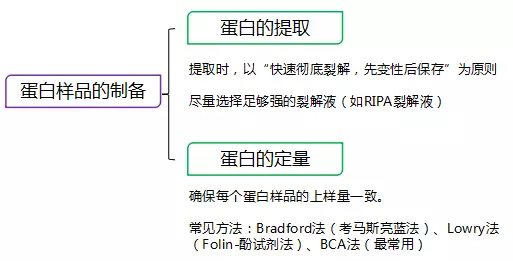 蛋白的提取
提取时，以“快速彻底裂解，先变性后保存”为原则
尽量选择足够强的裂解液（如RIPA裂解液）
蛋白样品的制备
蛋白的定量
确保每个蛋白样品的上样量一致。
常见方法：Bradford法（考马斯亮蓝法）、Lowry法
（Folin-酚试剂法）、BCA法（最常用）